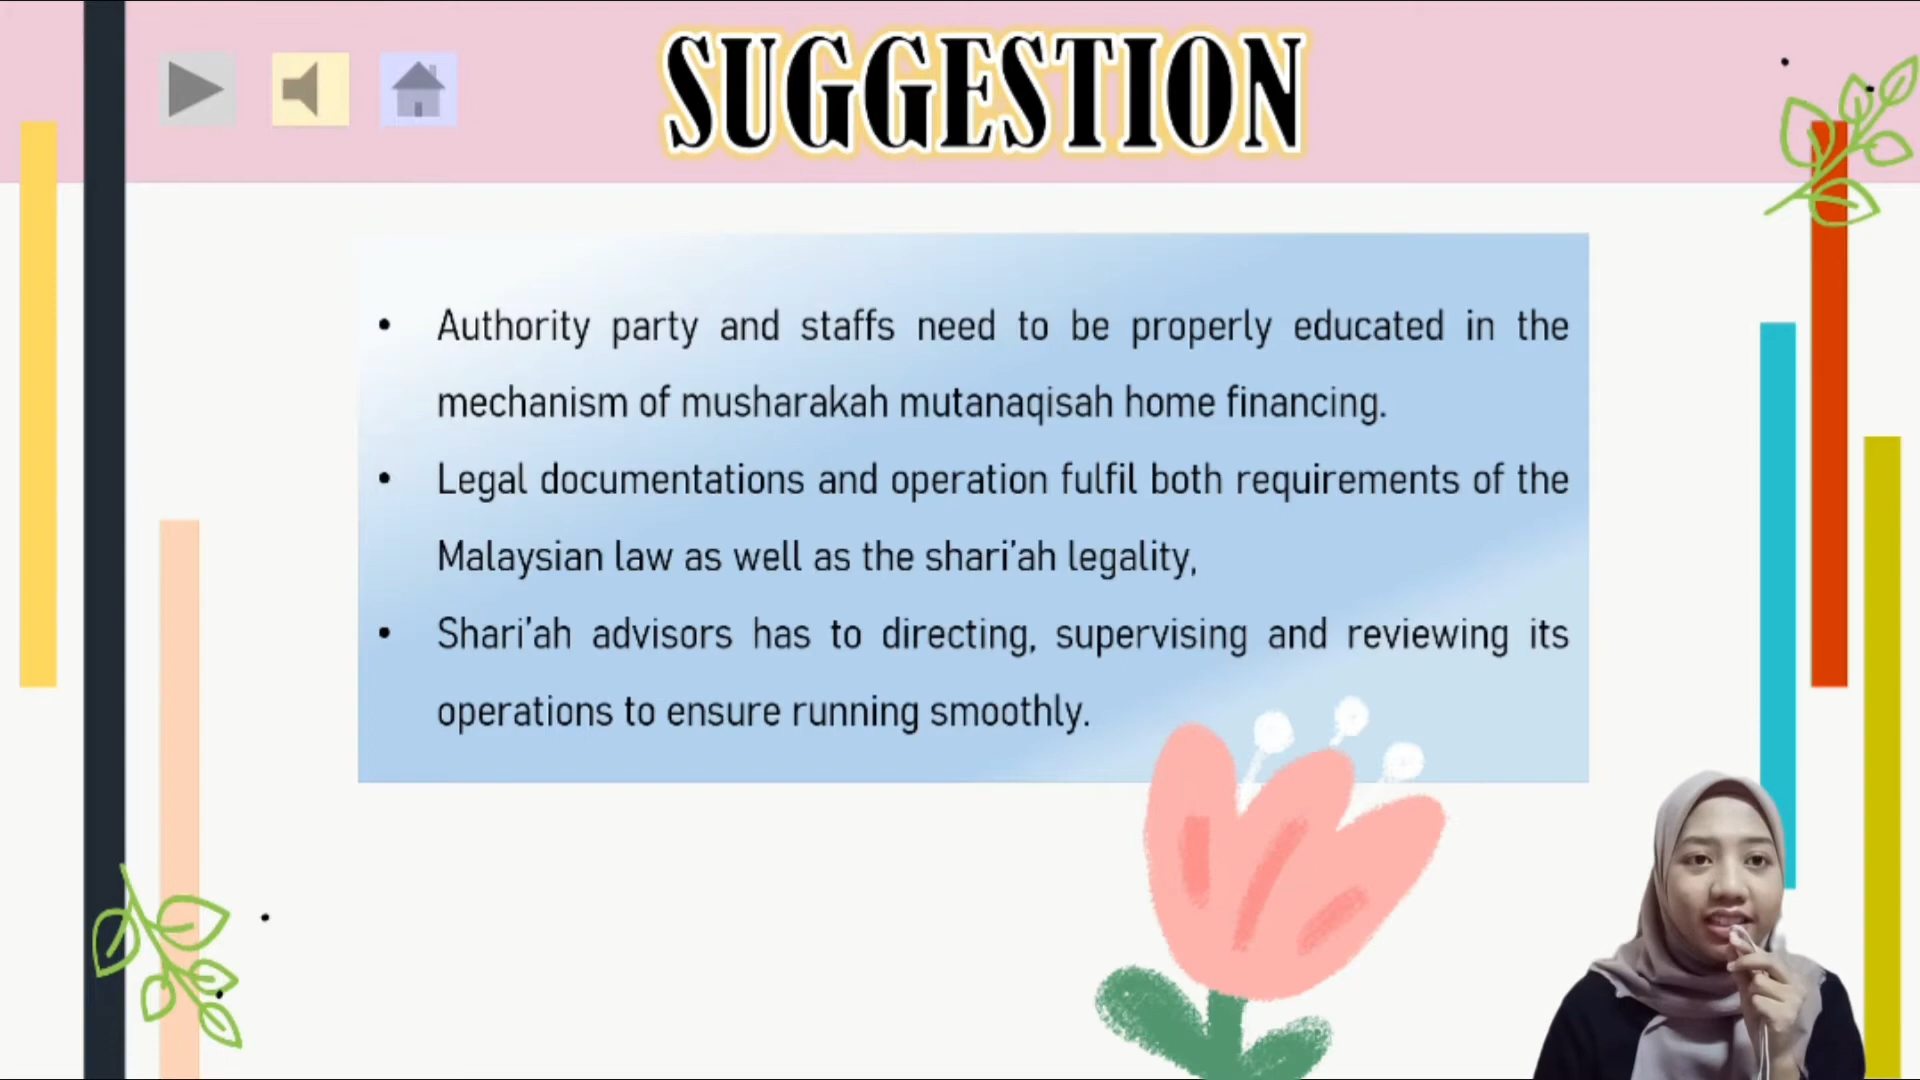 SUGGESTION
• Authority party and staffs need to be properly educated in the
mechanism of musharakah mutanaqisah home financing.
• Legal documentations and operation fulfil both requirements of the
Malaysian law as well as the shari'ah legality,
• Shari'ah advisors has to directing, supervising and reviewing its
operations to ensure running smoothly.